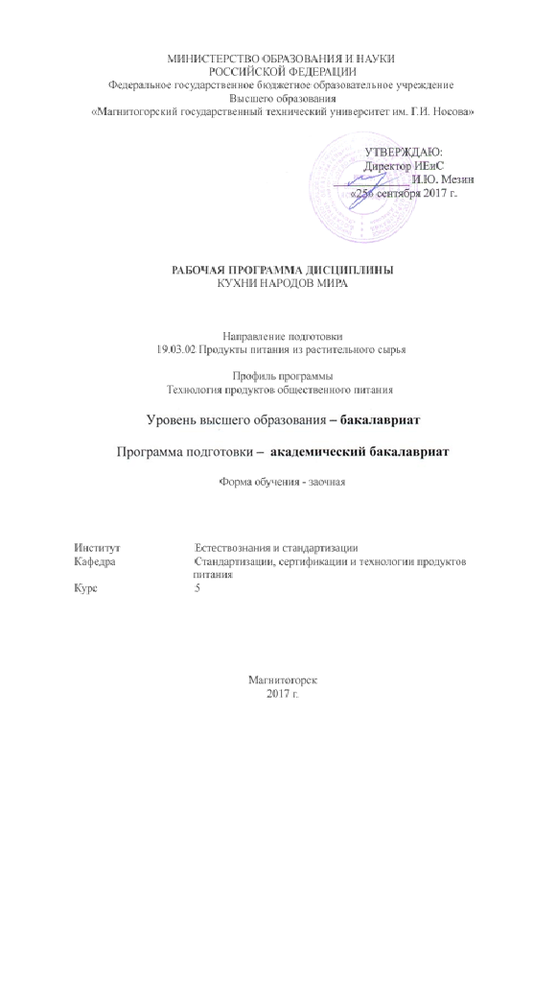 МИНИСТЕРСТВО ОБРАЗОВАНИЯ И НАУКИ
РОССИЙСКОЙ ФЕДЕРАЦИИ
Федеральное государственное бюджетное образовательное учреждение
Высшего образования
«Магнитогорский государственный технический университет им. Г.И. Носова»
УТВЕРЖДАЮ:
Директор ИЕиС
И.Ю. Мезин
«25» сентября 2017 г.
РАБОЧАЯ ПРОГРАММА ДИСЦИПЛИНЫ
КУХНИ НАРОДОВ МИРА
Направление подготовки
19.03.02 Продукты питания из растительного сырья
Профиль программы
Технология продуктов общественного питания
Уровень высшего образования – бакалавриат
Программа подготовки – академический бакалавриат
Форма обучения - заочная
Институт Естествознания и стандартизации
Кафедра Стандартизации, сертификации и технологии продуктов
питания
Курс 5
Магнитогорск
2017 г.